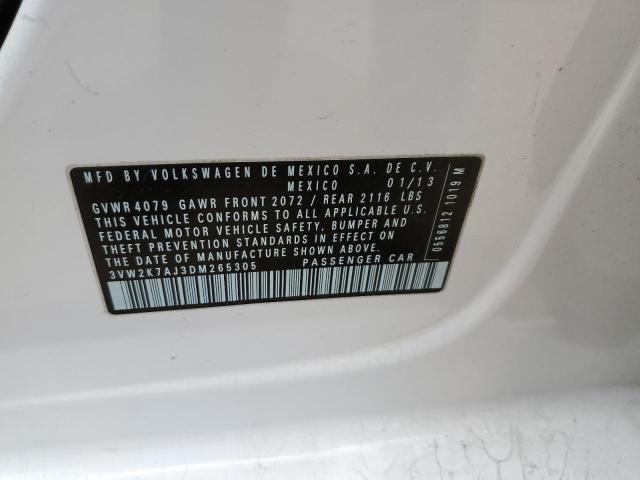 MFD BY VOLKSWAGEN DE MEXICO S.A. DE C.V.
MEXICO 01/13
GVWR 4079 GAWR FRONT 2072 / REAR 2116 LBS
THIS VEHICLE CONFORMS TO ALL APPLICABLE U.S.
FEDERAL MOTOR VEHICLE SAFETY, BUMPER AND
THEFT PREVENTION STANDARDS IN EFFECT ON THE
DATE OF MANUFACTURE SHOWN ABOVE.
3VW2K7AJ3DM265305 PASSENGER CAR
0556812 1019 M